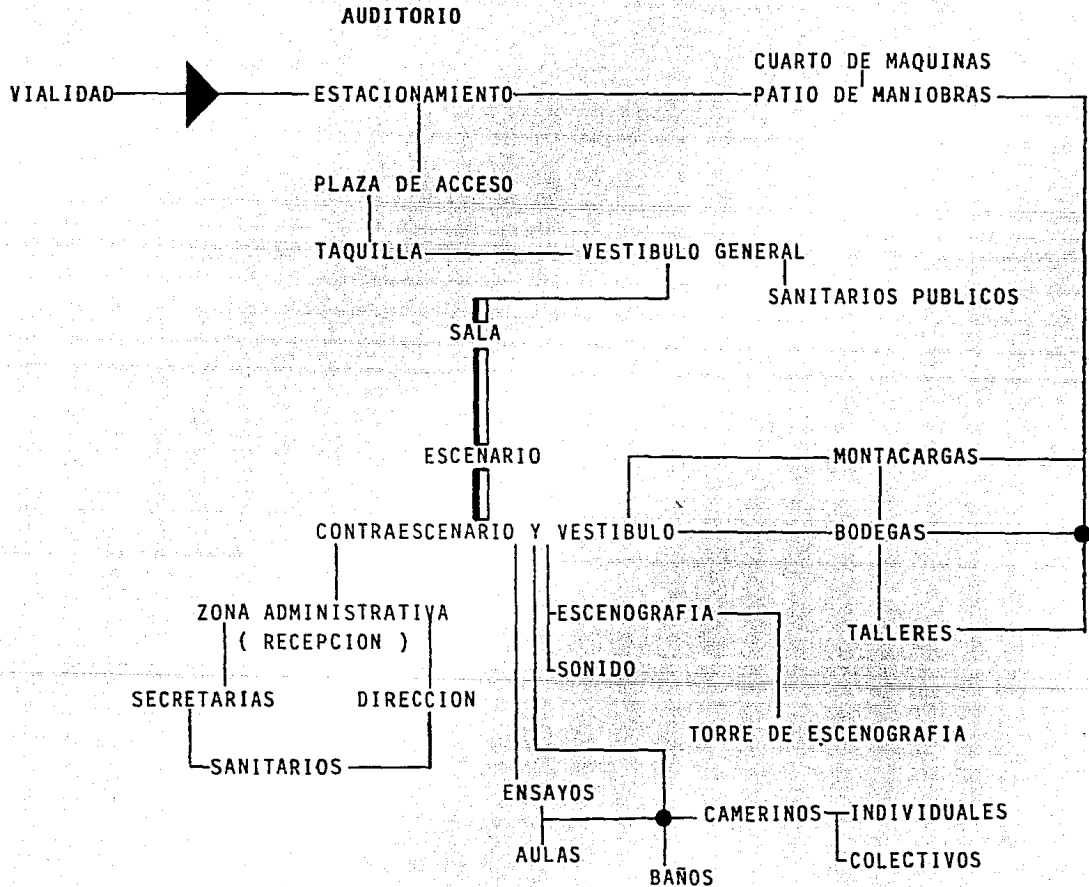 AUDITORIO
CUARTO DE MAQUINAS
VIALIDAD
ESTACIONAMIENTO
PATIO DE MANIOBRAS
PLAZA DE ACCESO
TAQUILLA
VESTIBULO GENERAL
SANITARIOS PUBLICOS
SALA
ESCENARIO
MONTACARGAS
CONTRAESCENARIO Y VESTIBULO
BODEGAS
ZONA ADMINISTRATIVA
( RECEPCION )
ESCENOGRAFIA
TALLERES
SONIDO
SECRETARIAS
DIRECCION
TORRE DE ESCENOGRAFIA
SANITARIOS
ENSAYOS
CAMERINOS
INDIVIDUALES
AULAS
COLECTIVOS
BAÑOS